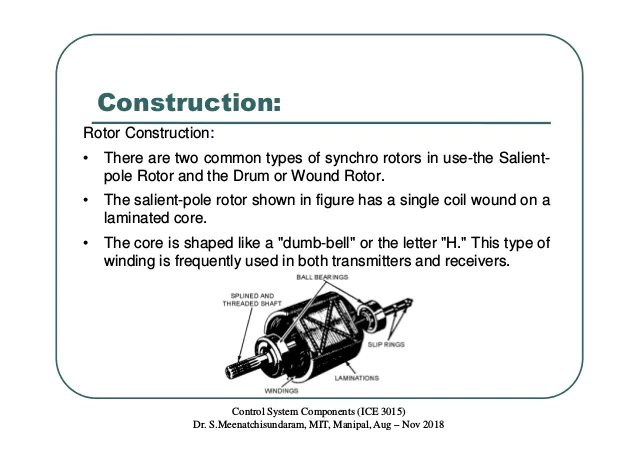 Construction:
Rotor Construction:
• There are two common types of synchro rotors in use-the Salient-
pole Rotor and the Drum or Wound Rotor.
• The salient-pole rotor shown in figure has a single coil wound on a
laminated core.
• The core is shaped like a "dumb-bell" or the letter "H." This type of
winding is frequently used in both transmitters and receivers.
BALL BEARINGS
SPLINED AND
THREADED SHAFT
SLIP RINGS
LAMINATIONS
WINDINGS
Control System Components (ICE 3015)
Dr. S.Meenatchisundaram, MIT, Manipal, Aug – Nov 2018